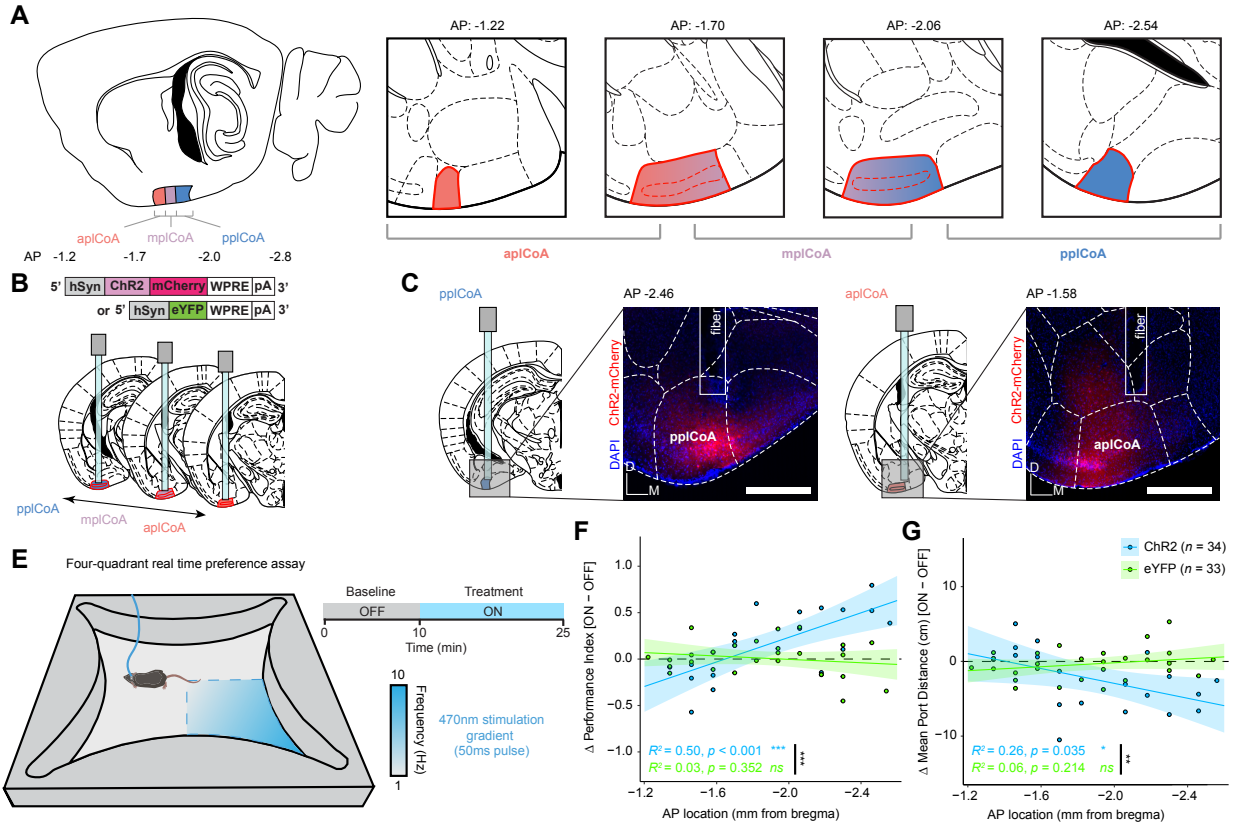 A
AP: -1.22
AP: -1.70
AP: -2.06
AP: -2.54
aplCoA
mplCoA
pplCoA
AP -1.2 -1.7 -2.0 -2.8
aplCoA
mplCoA
pplCoA
B
5' hSyn ChR2 mCherry WPRE pA 3'
or 5' hSyn eYFP WPRE pA 3'
pplCoA
mplCoA
aplCoA
C
pplCoA
AP -2.46
fiber
ChR2-mCherry
DAPI
pplCoA
D
M
aplCoA
AP -1.58
fiber
ChR2-mCherry
DAPI
aplCoA
D
M
E
Four-quadrant real time preference assay
Baseline
Treatment
OFF
ON
0 10 25
Time (min)
10
Frequency (Hz)
1
470nm stimulation
gradient
(50ms pulse)
F
Δ Performance Index [ON − OFF]
1.0
0.5
0.0
−0.5
−1.0
R² = 0.50, p < 0.001 ***
R² = 0.03, p = 0.352 ns
***
−1.2 −1.6 −2.0 −2.4
AP location (mm from bregma)
G
ChR2 (n = 34)
eYFP (n = 33)
Δ Mean Port Distance (cm) [ON − OFF]
10
0
−10
R² = 0.26, p = 0.035 *
R² = 0.06, p = 0.214 ns
**
−1.2 −1.6 −2.0 −2.4
AP location (mm from bregma)